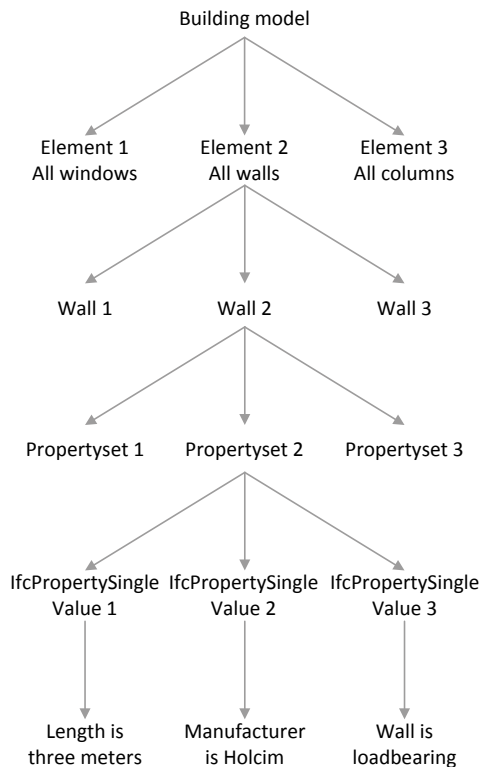 Building model
Element 1
All windows
Element 2
All walls
Element 3
All columns
Wall 1
Wall 2
Wall 3
Propertyset 1
Propertyset 2
Propertyset 3
IfcPropertySingle
Value 1
IfcPropertySingle
Value 2
IfcPropertySingle
Value 3
Length is
three meters
Manufacturer
is Holcim
Wall is
loadbearing